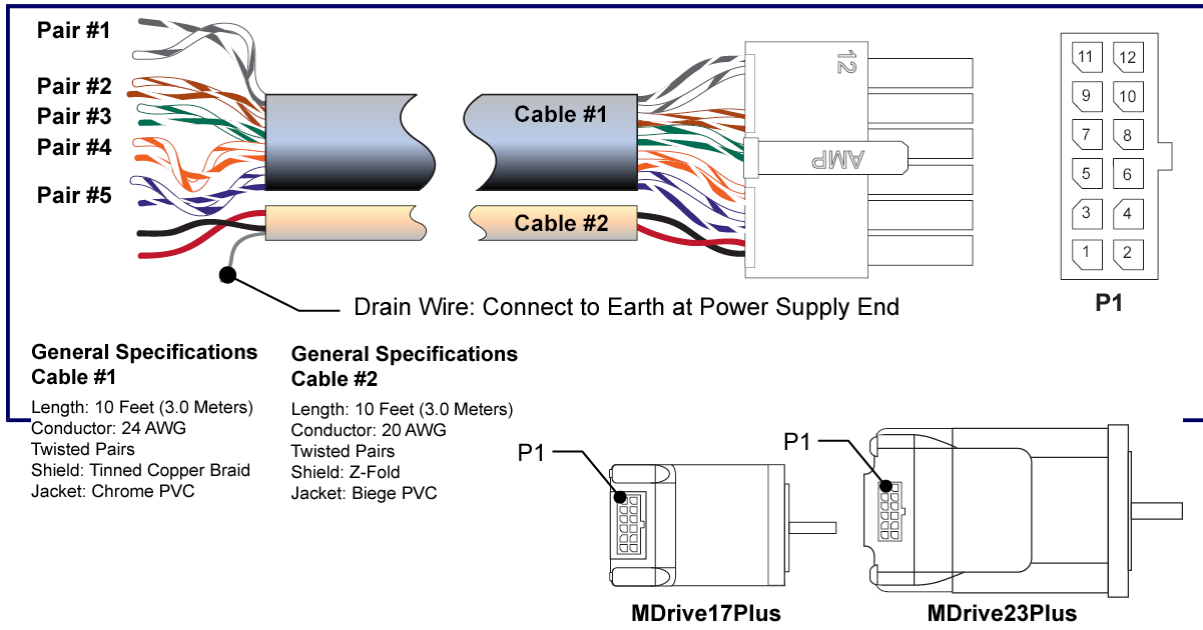 Pair #1
Pair #2
Pair #3
Pair #4
Pair #5
Cable #1
Cable #2
12
AMP
11 12
9 10
7 8
5 6
3 4
1 2
P1
Drain Wire: Connect to Earth at Power Supply End
General Specifications
Cable #1
Length: 10 Feet (3.0 Meters)
Conductor: 24 AWG
Twisted Pairs
Shield: Tinned Copper Braid
Jacket: Chrome PVC
General Specifications
Cable #2
Length: 10 Feet (3.0 Meters)
Conductor: 20 AWG
Twisted Pairs
Shield: Z-Fold
Jacket: Biege PVC
P1
P1
MDrive17Plus
MDrive23Plus